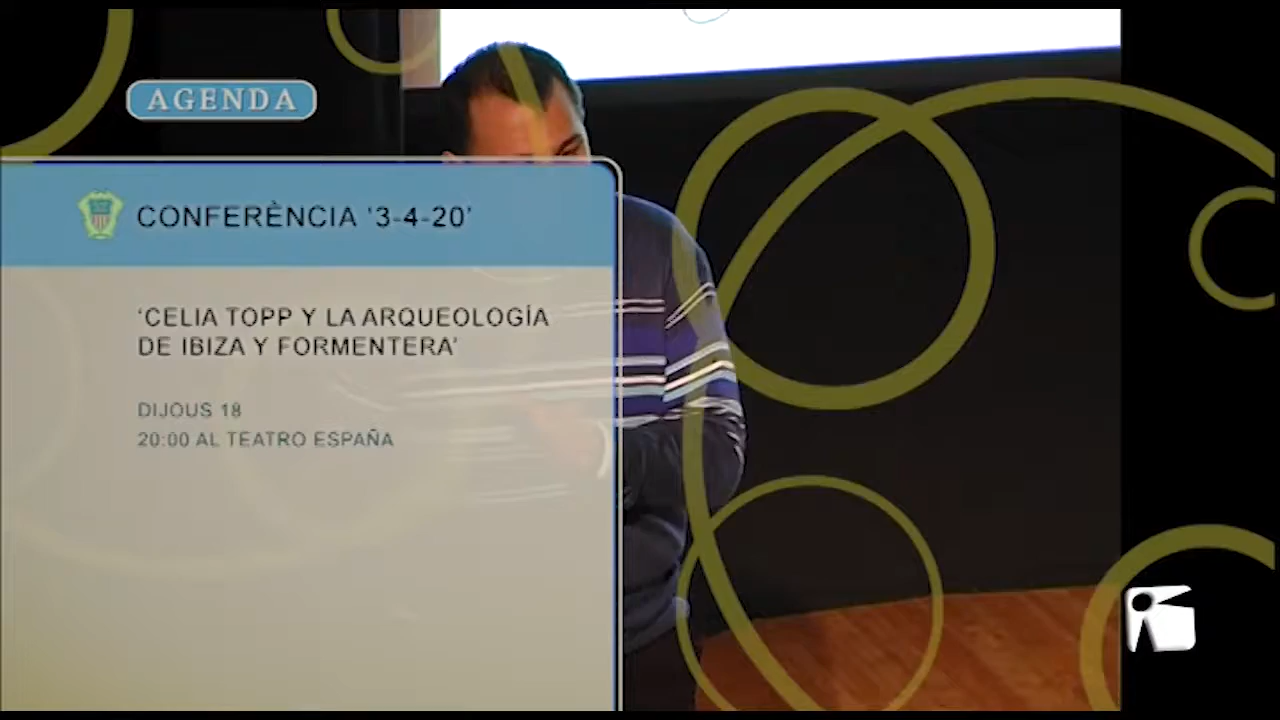 AGENDA
CONFERÈNCIA '3-4-20'
'CELIA TOPP Y LA ARQUEOLOGÍA
DE IBIZA Y FORMENTERA'
DIJOUS 18
20:00 AL TEATRO ESPAÑA